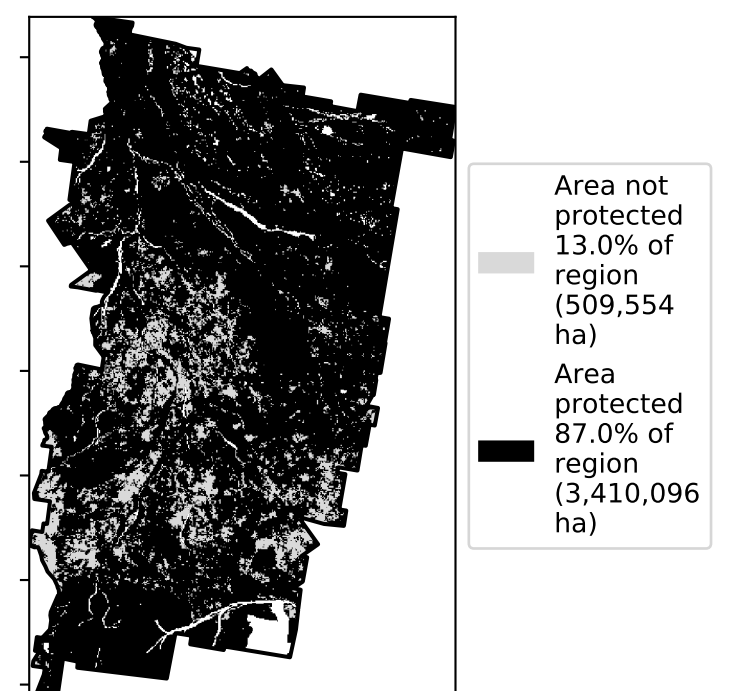 Area not
protected
13.0% of
region
(509,554
ha)
Area
protected
87.0% of
region
(3,410,096
ha)